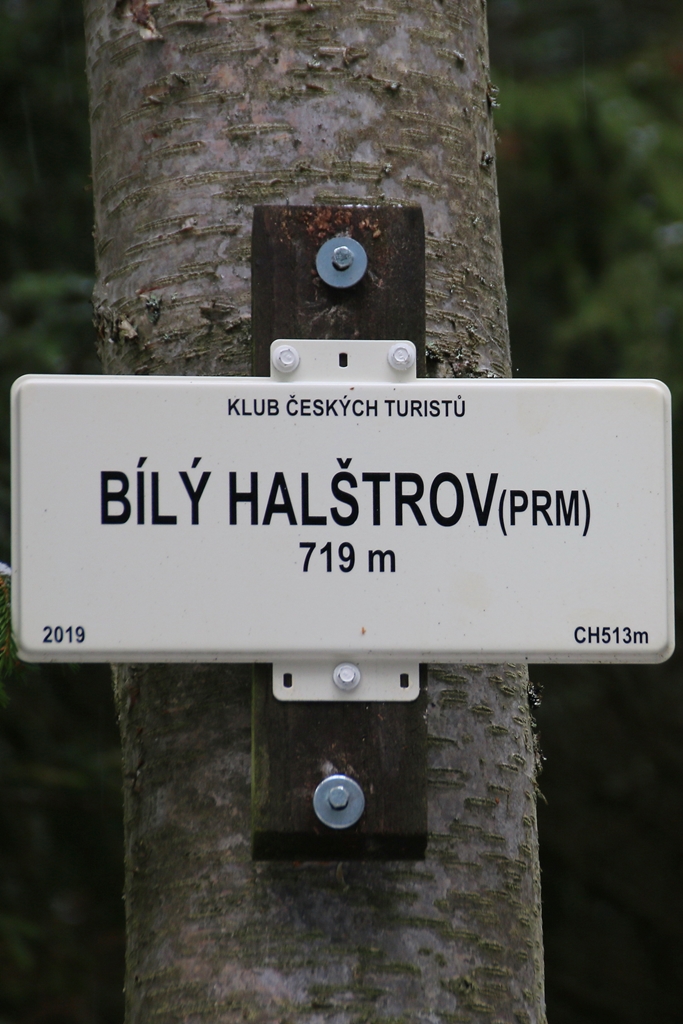 KLUB ČESKÝCH TURISTŮ
BÍLÝ HALŠTROV(PRM)
719 m
2019 CH513m